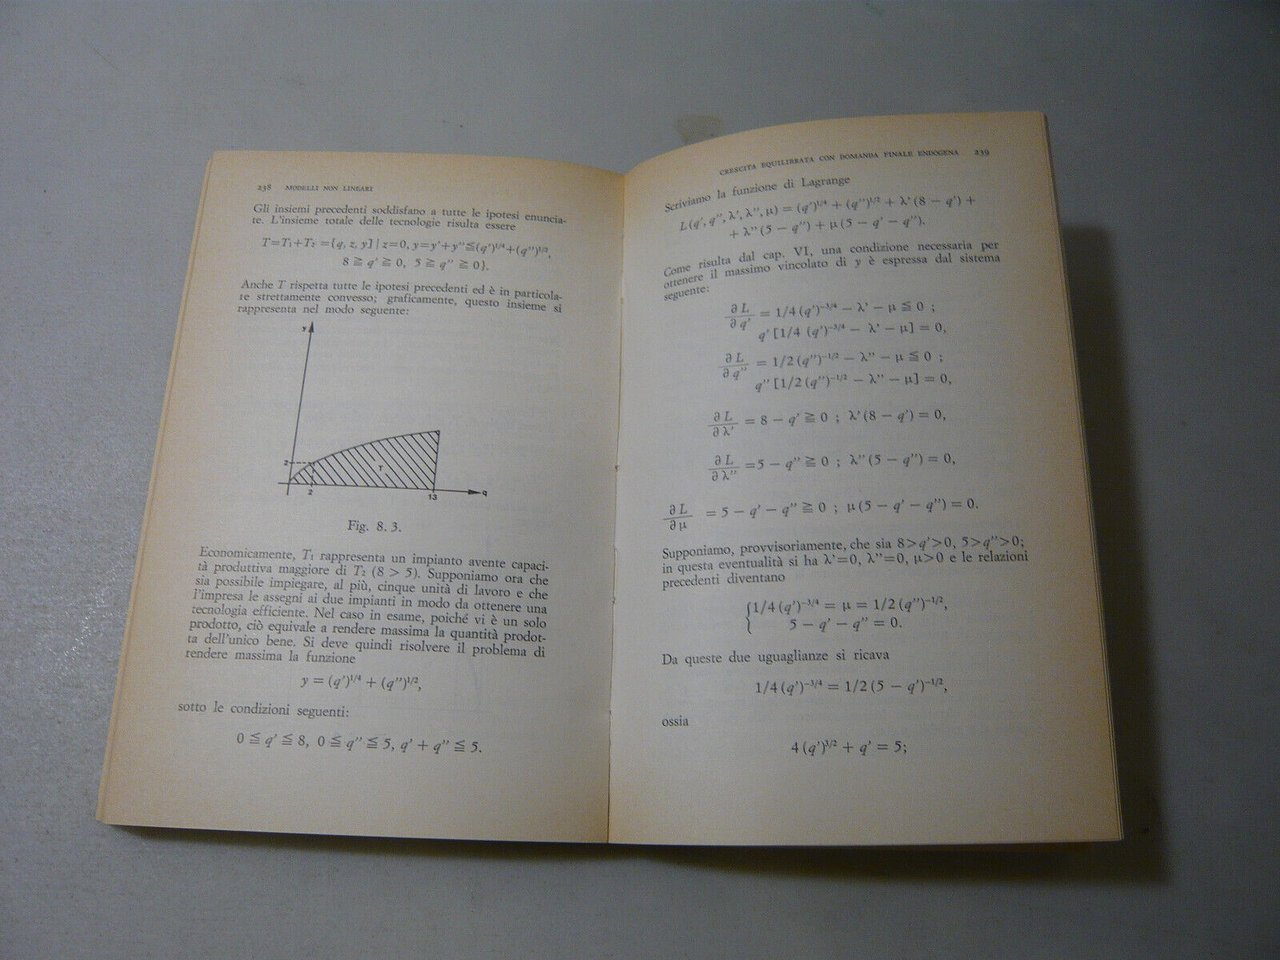 238 MODELLI NON LINEARI
Gli insiemi precedenti soddisfano a tutte le ipotesi enuncia-
te. L'insieme totale delle tecnologie risulta essere
T=T₁+T₂ ={q, z, y] | z=0, y=y'+y''≦(q')¹/⁴+(q'')¹/²,
8 ≧ q' ≧ 0, 5 ≧ q'' ≧ 0}.
Anche T rispetta tutte le ipotesi precedenti ed è in particola-
re strettamente convesso; graficamente, questo insieme si
rappresenta nel modo seguente:
y
2
T
2
13
q
Fig. 8. 3.
Economicamente, T₁ rappresenta un impianto avente capaci-
tà produttiva maggiore di T₂ (8 > 5). Supponiamo ora che
sia possibile impiegare, al più, cinque unità di lavoro e che
l'impresa le assegni ai due impianti in modo da ottenere una
tecnologia efficiente. Nel caso in esame, poiché vi è un solo
prodotto, ciò equivale a rendere massima la quantità prodot-
ta dell'unico bene. Si deve quindi risolvere il problema di
rendere massima la funzione
y = (q')¹/⁴ + (q'')¹/²,
sotto le condizioni seguenti:
0 ≦ q' ≦ 8, 0 ≦ q'' ≦ 5, q' + q'' ≦ 5.
CRESCITA EQUILIBRATA CON DOMANDA FINALE ENDOGENA 239
Scriviamo la funzione di Lagrange
L(q', q'', λ', λ'', μ) = (q')¹/⁴ + (q'')¹/² + λ' (8 − q') +
+ λ'' (5 − q'') + μ (5 − q' − q'').
Come risulta dal cap. VI, una condizione necessaria per
ottenere il massimo vincolato di y è espressa dal sistema
seguente:
∂L/∂q' = 1/4 (q')⁻³/⁴ − λ' − μ ≦ 0 ;
q' [1/4 (q')⁻³/⁴ − λ' − μ] = 0,
∂L/∂q'' = 1/2 (q'')⁻¹/² − λ'' − μ ≦ 0 ;
q'' [1/2 (q'')⁻¹/² − λ'' − μ] = 0,
∂L/∂λ' = 8 − q' ≧ 0 ; λ' (8 − q') = 0,
∂L/∂λ'' = 5 − q'' ≧ 0 ; λ'' (5 − q'') = 0,
∂L/∂μ = 5 − q' − q'' ≧ 0 ; μ (5 − q' − q'') = 0.
Supponiamo, provvisoriamente, che sia 8>q'>0, 5>q''>0;
in questa eventualità si ha λ'=0, λ''=0, μ>0 e le relazioni
precedenti diventano
{1/4 (q')⁻³/⁴ = μ = 1/2 (q'')⁻¹/²,
5 − q' − q'' = 0.
Da queste due uguaglianze si ricava
1/4 (q')⁻³/⁴ = 1/2 (5 − q')⁻¹/²,
ossia
4 (q')³/² + q' = 5;